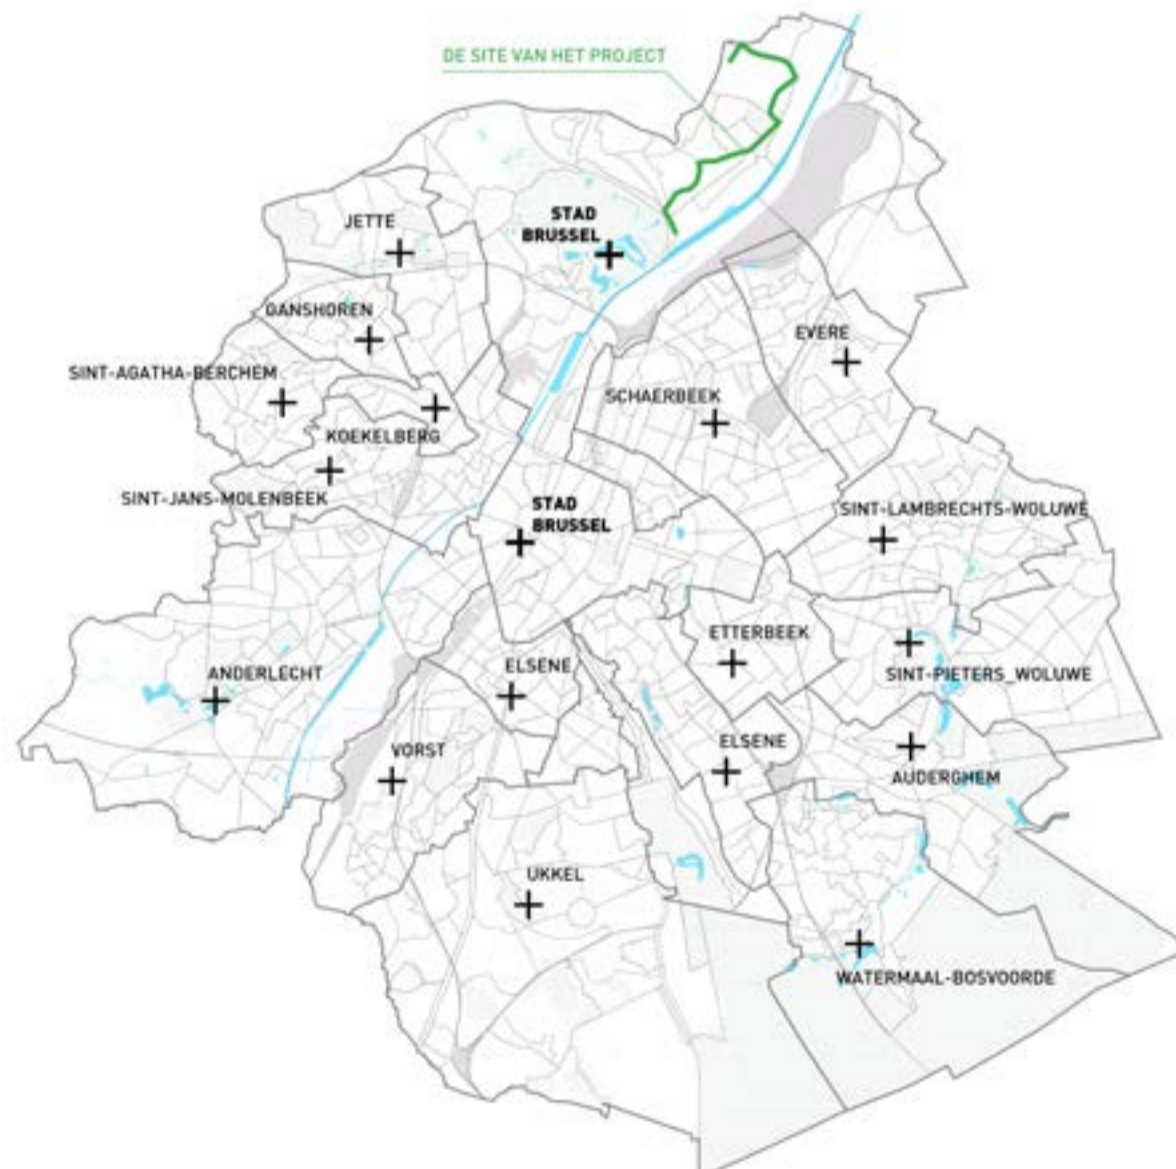 DE SITE VAN HET PROJECT
STAD
BRUSSEL
JETTE
GANSHOREN
EVERE
SINT-AGATHA-BERCHEM
SCHAERBEEK
KOEKELBERG
SINT-JANS-MOLENBEEK
STAD
BRUSSEL
SINT-LAMBRECHTS-WOLUWE
ETTERBEEK
ELSENE
ANDERLECHT
SINT-PIETERS_WOLUWE
VORST
ELSENE
AUDERGHEM
UKKEL
WATERMAAL-BOSVOORDE